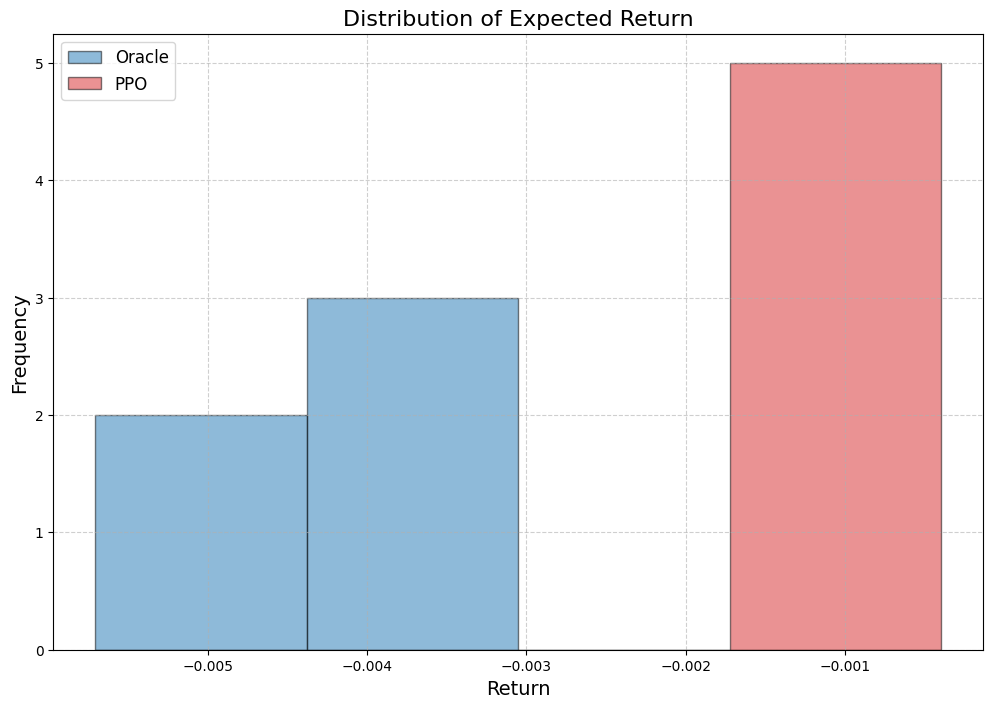 Distribution of Expected Return
Oracle
PPO
Frequency
5
4
3
2
1
0
−0.005
−0.004
−0.003
−0.002
−0.001
Return